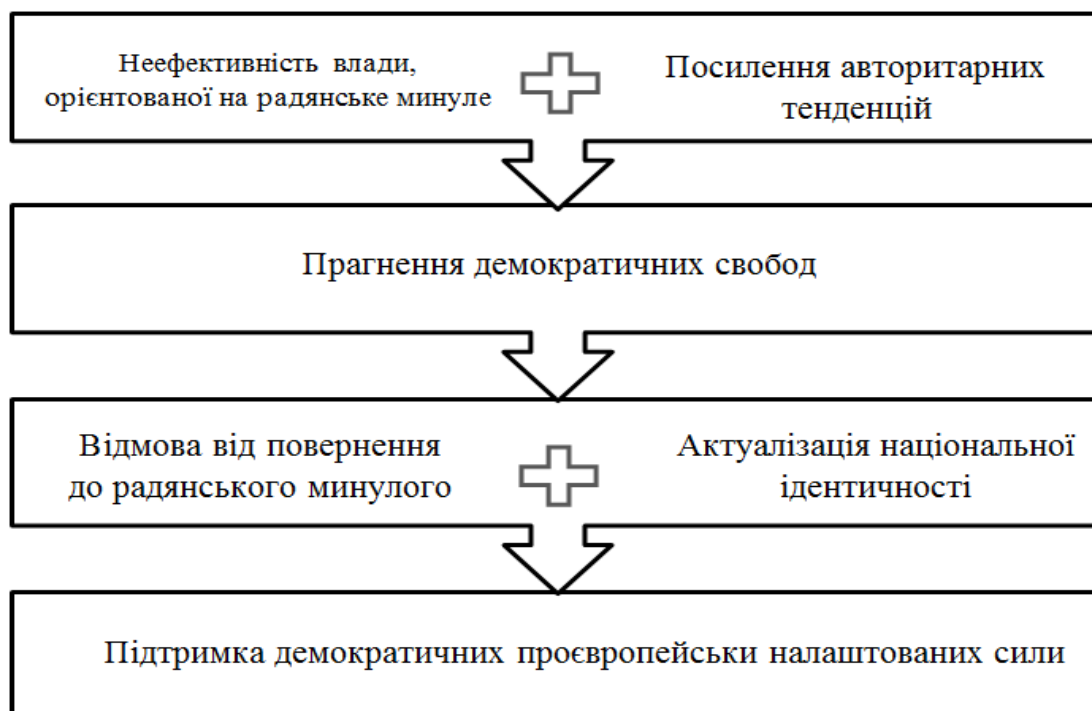 Неефективність влади,
орієнтованої на радянське минуле
Посилення авторитарних
тенденцій
Прагнення демократичних свобод
Відмова від повернення
до радянського минулого
Актуалізація національної
ідентичності
Підтримка демократичних проєвропейськи налаштованих сили